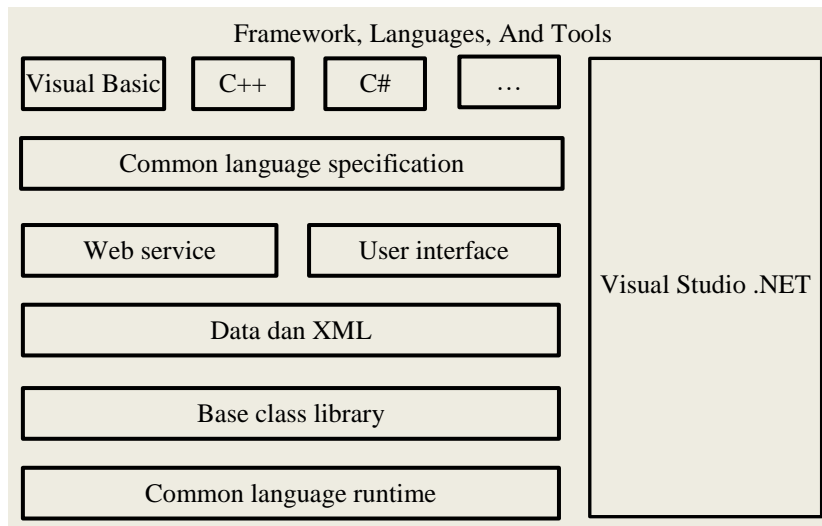 Framework, Languages, And Tools
Visual Basic
C++
C#
…
Common language specification
Web service
User interface
Data dan XML
Base class library
Common language runtime
Visual Studio .NET